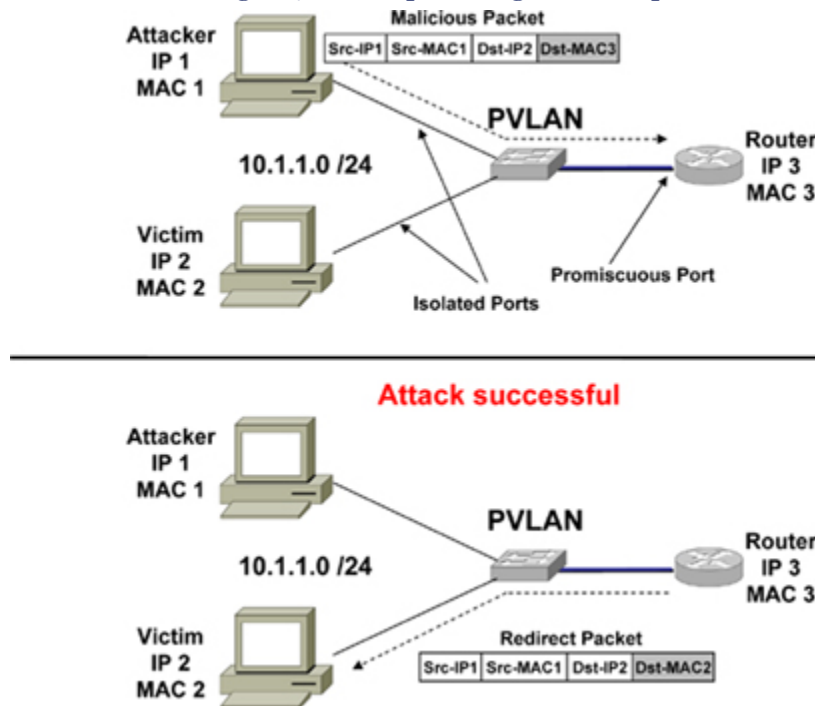 Malicious Packet
Attacker
IP 1
MAC 1
Src-IP1 Src-MAC1 Dst-IP2 Dst-MAC3
PVLAN
Router
IP 3
MAC 3
10.1.1.0 /24
Victim
IP 2
MAC 2
Promiscuous Port
Isolated Ports
Attack successful
Attacker
IP 1
MAC 1
PVLAN
Router
IP 3
MAC 3
10.1.1.0 /24
Victim
IP 2
MAC 2
Redirect Packet
Src-IP1 Src-MAC1 Dst-IP2 Dst-MAC2